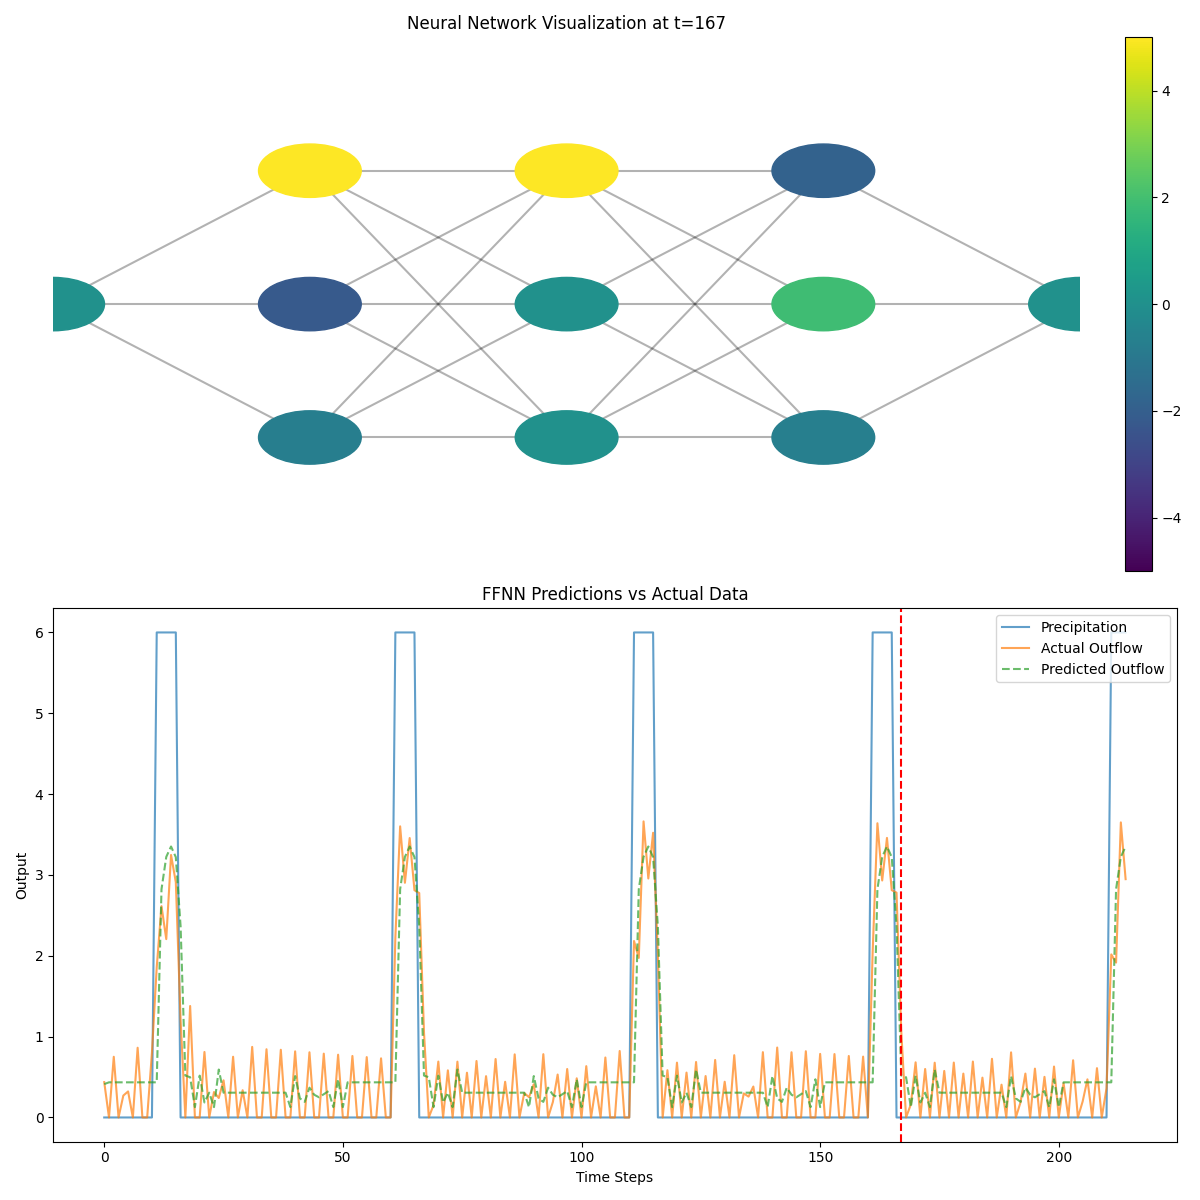 Neural Network Visualization at t=167
4
2
0
−2
−4
FFNN Predictions vs Actual Data
Precipitation
Actual Outflow
Predicted Outflow
6
5
4
3
2
1
0
Output
0 50 100 150 200
Time Steps